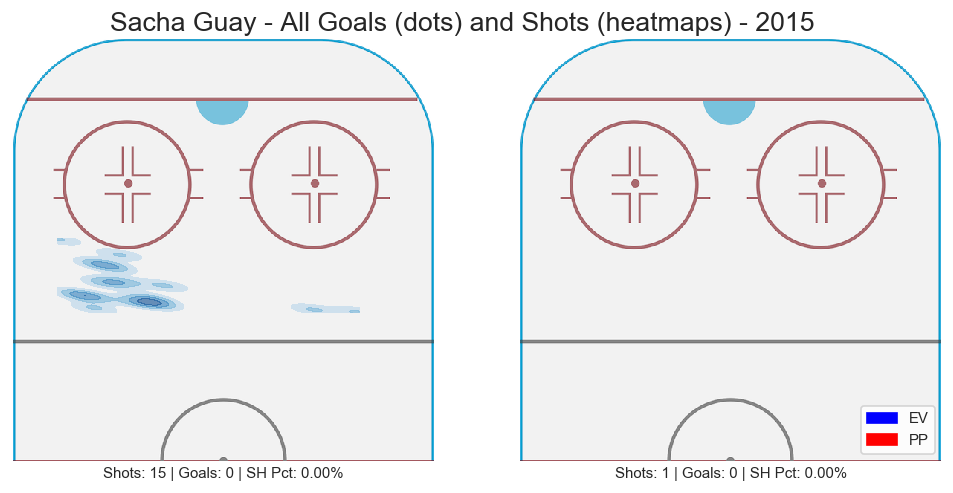 Sacha Guay - All Goals (dots) and Shots (heatmaps) - 2015
EV
PP
Shots: 15 | Goals: 0 | SH Pct: 0.00%
Shots: 1 | Goals: 0 | SH Pct: 0.00%